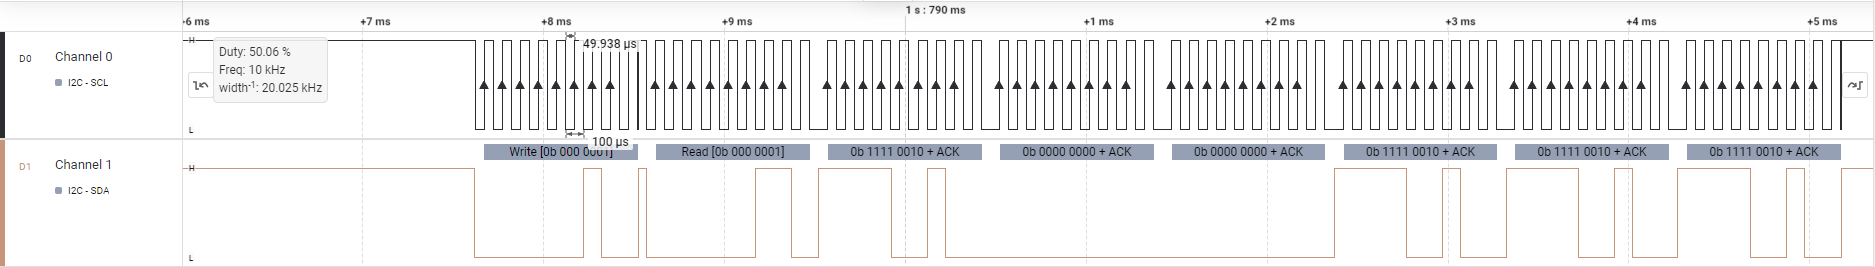 +6 ms +7 ms +8 ms +9 ms 1 s : 790 ms +1 ms +2 ms +3 ms +4 ms +5 ms
D0 Channel 0
I2C - SCL
H
L
Duty: 50.06 %
Freq: 10 kHz
width-1: 20.025 kHz
49.938 µs
100 µs
D1 Channel 1
I2C - SDA
H
L
Write [0b 000 0001] Read [0b 000 0001] 0b 1111 0010 + ACK 0b 0000 0000 + ACK 0b 0000 0000 + ACK 0b 1111 0010 + ACK 0b 1111 0010 + ACK 0b 1111 0010 + ACK